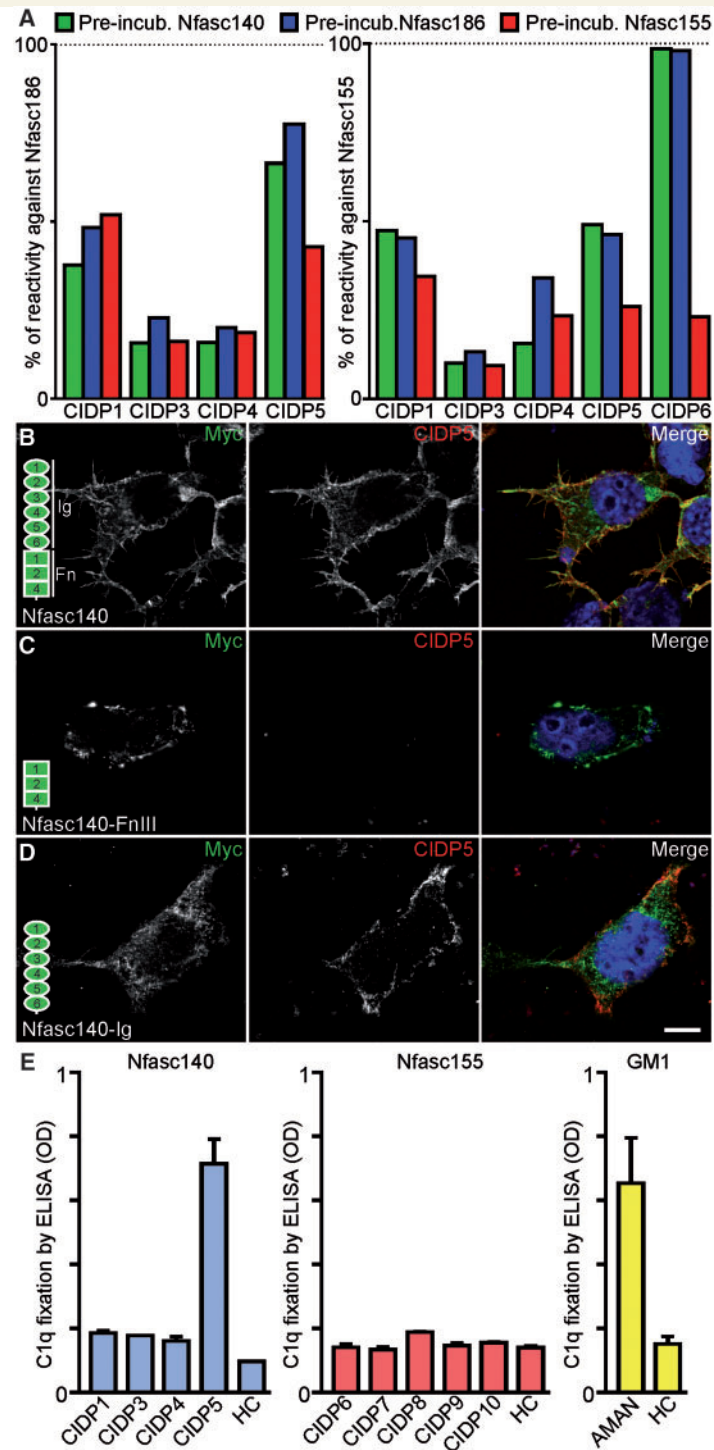 A Pre-incub. Nfasc140 Pre-incub.Nfasc186 Pre-incub. Nfasc155
100
% of reactivity against Nfasc186
0
CIDP1 CIDP3 CIDP4 CIDP5
100
% of reactivity against Nfasc155
0
CIDP1 CIDP3 CIDP4 CIDP5 CIDP6
B Myc CIDP5 Merge
1
2
3
4
5
6
Ig
1
2
4
Fn
Nfasc140
C Myc CIDP5 Merge
1
2
4
Nfasc140-FnIII
D Myc CIDP5 Merge
1
2
3
4
5
6
Nfasc140-Ig
E Nfasc140
1
C1q fixation by ELISA (OD)
0
CIDP1 CIDP3 CIDP4 CIDP5 HC
Nfasc155
1
C1q fixation by ELISA (OD)
0
CIDP6 CIDP7 CIDP8 CIDP9 CIDP10 HC
GM1
1
C1q fixation by ELISA (OD)
0
AMAN HC